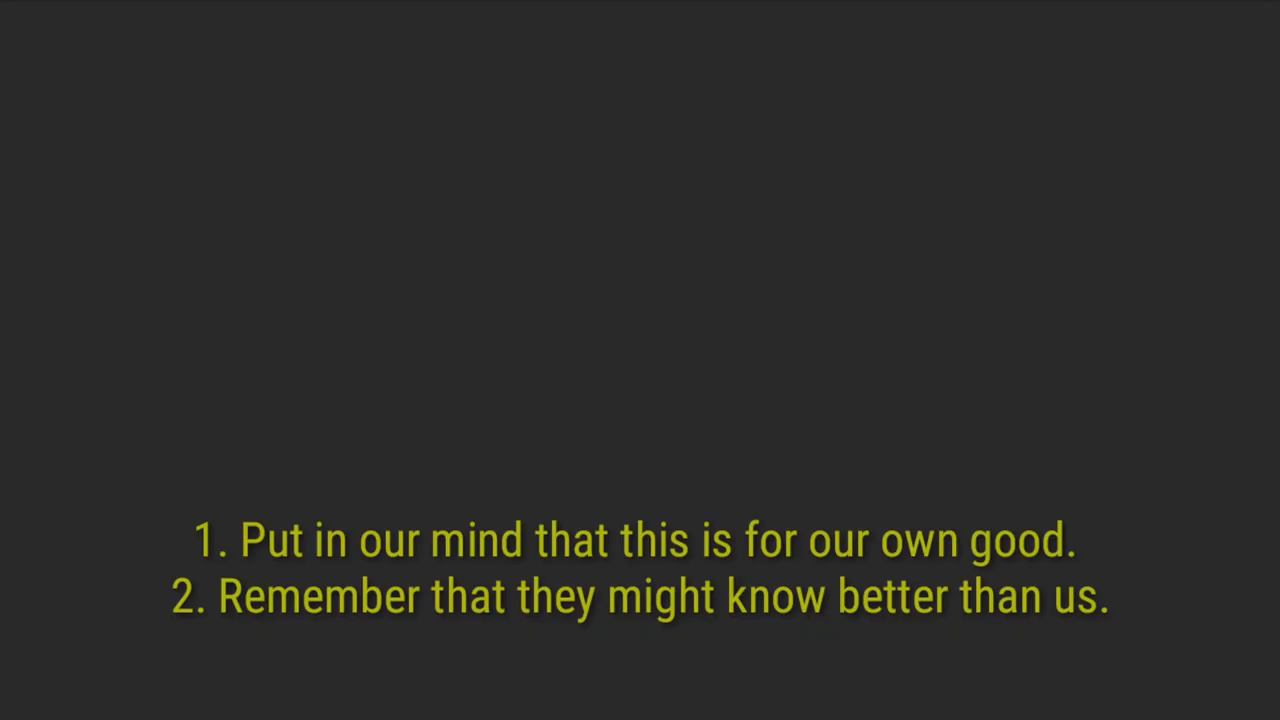 1. Put in our mind that this is for our own good.
2. Remember that they might know better than us.